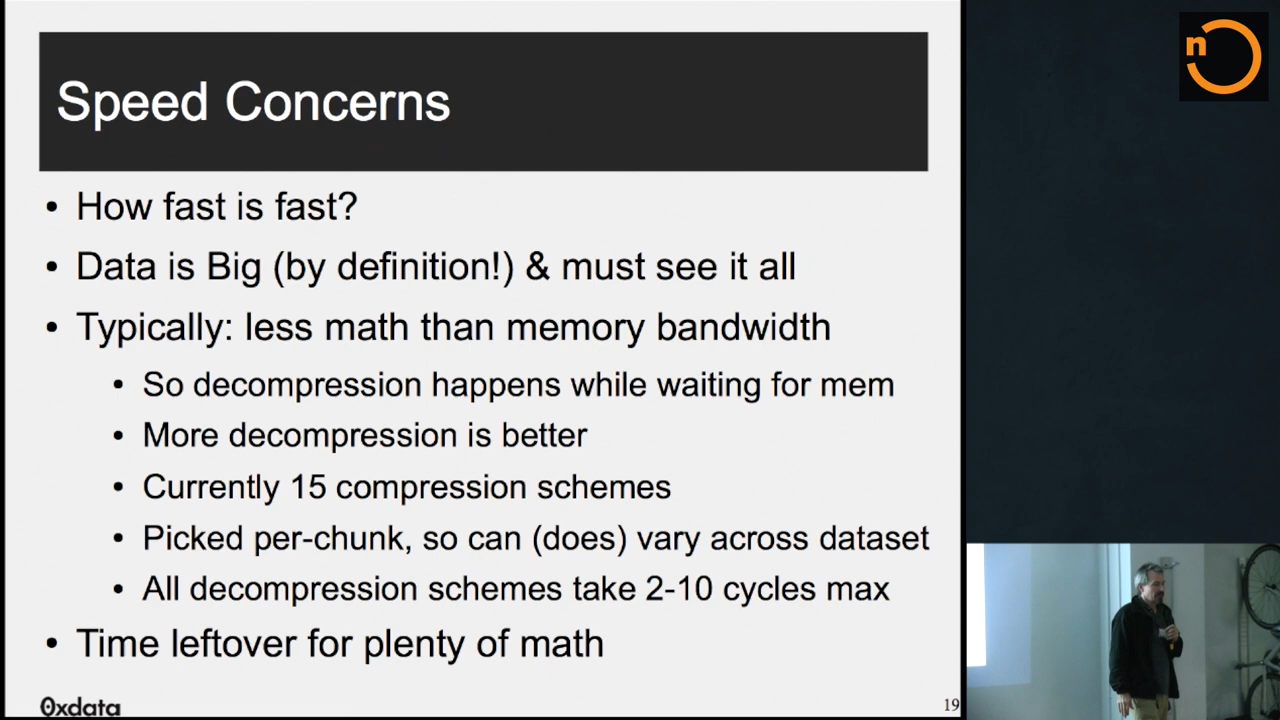 n
Speed Concerns
• How fast is fast?
• Data is Big (by definition!) & must see it all
• Typically: less math than memory bandwidth
• So decompression happens while waiting for mem
• More decompression is better
• Currently 15 compression schemes
• Picked per-chunk, so can (does) vary across dataset
• All decompression schemes take 2-10 cycles max
• Time leftover for plenty of math
0xdata
19